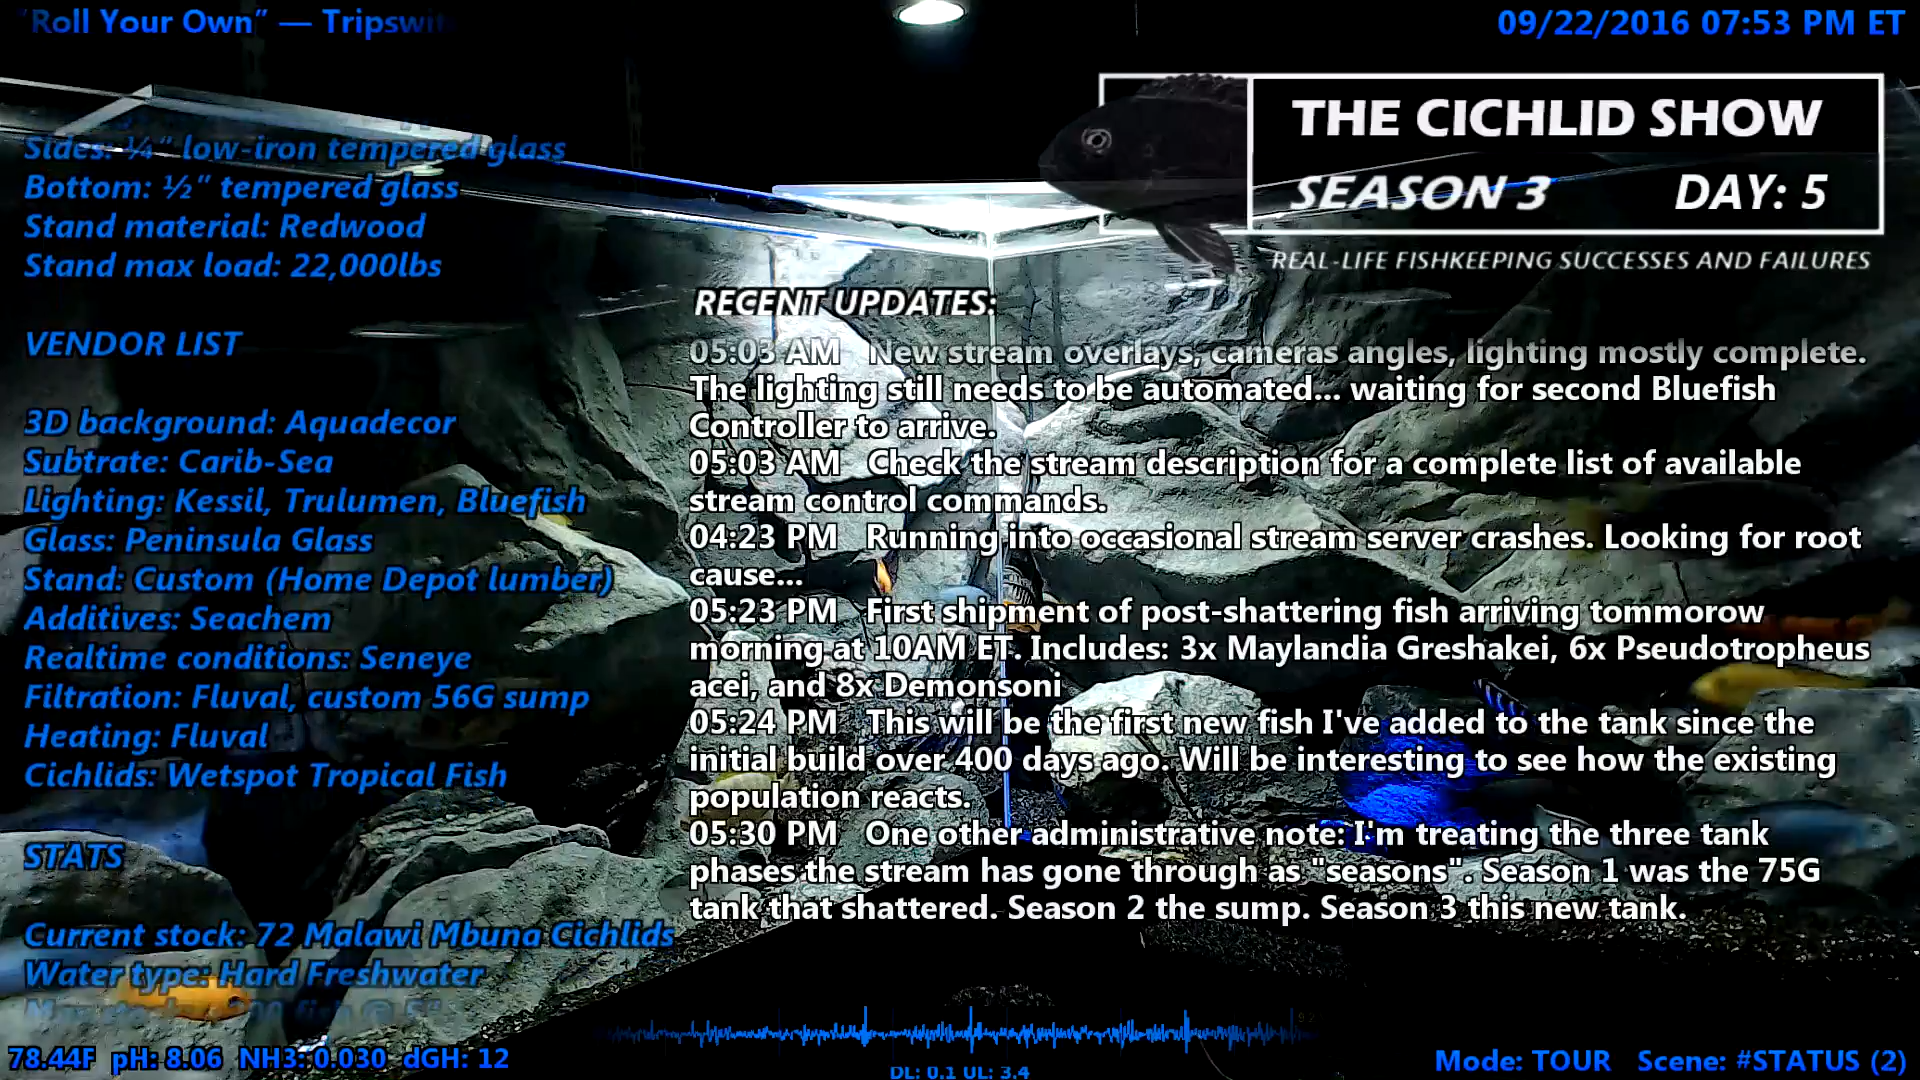 "Roll Your Own" — Tripswit
09/22/2016 07:53 PM ET
THE CICHLID SHOW
SEASON 3 DAY: 5
REAL-LIFE FISHKEEPING SUCCESSES AND FAILURES
Sides: ¼" low-iron tempered glass
Bottom: ½" tempered glass
Stand material: Redwood
Stand max load: 22,000lbs
VENDOR LIST
3D background: Aquadecor
Subtrate: Carib-Sea
Lighting: Kessil, Trulumen, Bluefish
Glass: Peninsula Glass
Stand: Custom (Home Depot lumber)
Additives: Seachem
Realtime conditions: Seneye
Filtration: Fluval, custom 56G sump
Heating: Fluval
Cichlids: Wetspot Tropical Fish
STATS
Current stock: 72 Malawi Mbuna Cichlids
Water type: Hard Freshwater
RECENT UPDATES:
05:03 AM New stream overlays, cameras angles, lighting mostly complete.
The lighting still needs to be automated... waiting for second Bluefish
Controller to arrive.
05:03 AM Check the stream description for a complete list of available
stream control commands.
04:23 PM Running into occasional stream server crashes. Looking for root
cause...
05:23 PM First shipment of post-shattering fish arriving tommorow
morning at 10AM ET. Includes: 3x Maylandia Greshakei, 6x Pseudotropheus
acei, and 8x Demonsoni
05:24 PM This will be the first new fish I've added to the tank since the
initial build over 400 days ago. Will be interesting to see how the existing
population reacts.
05:30 PM One other administrative note: I'm treating the three tank
phases the stream has gone through as "seasons". Season 1 was the 75G
tank that shattered. Season 2 the sump. Season 3 this new tank.
78.44F pH: 8.06 NH3: 0.030 dGH: 12
DL: 0.1 UL: 3.4
Mode: TOUR Scene: #STATUS (2)